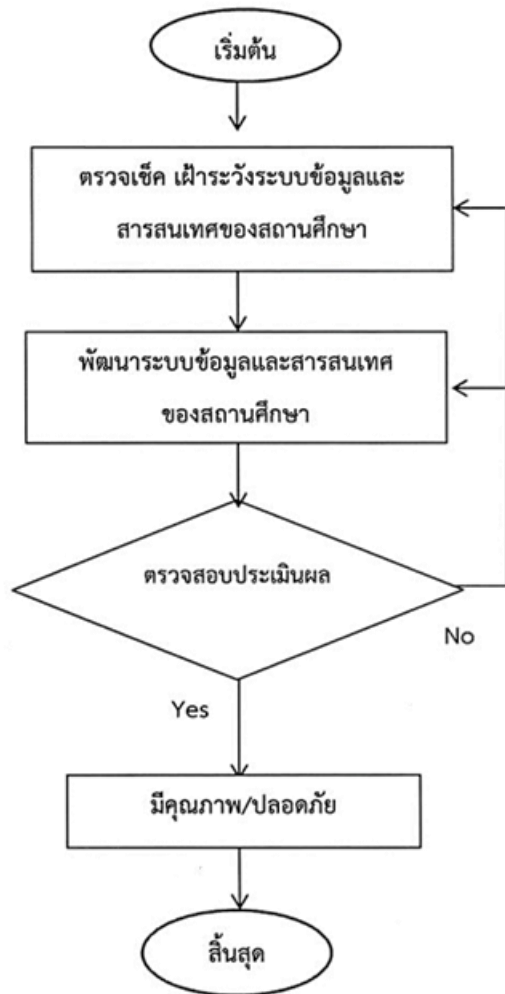 เริ่มต้น
ตรวจเช็ค เฝ้าระวังระบบข้อมูลและ
สารสนเทศของสถานศึกษา
พัฒนาระบบข้อมูลและสารสนเทศ
ของสถานศึกษา
ตรวจสอบประเมินผล
No
Yes
มีคุณภาพ/ปลอดภัย
สิ้นสุด